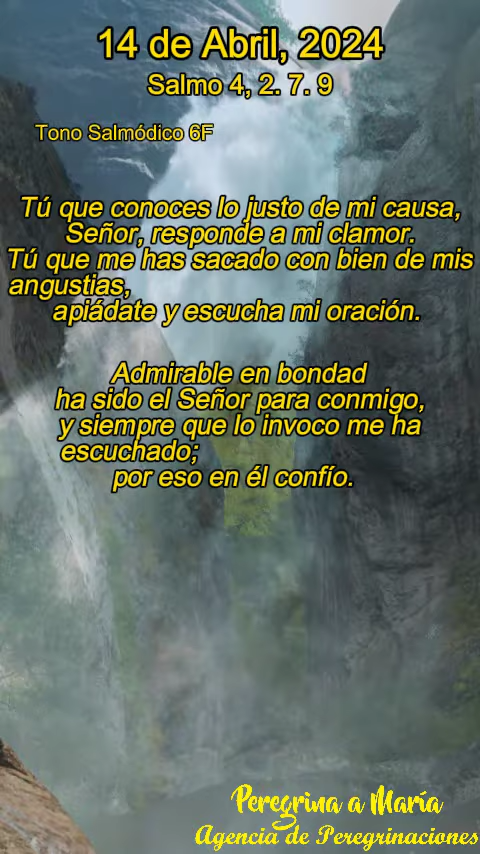 14 de Abril, 2024
Salmo 4, 2. 7. 9
Tono Salmódico 6F
Tú que conoces lo justo de mi causa,
Señor, responde a mi clamor.
Tú que me has sacado con bien de mis
angustias,
apiádate y escucha mi oración.
Admirable en bondad
ha sido el Señor para conmigo,
y siempre que lo invoco me ha
escuchado;
por eso en él confío.
Peregrina a María
Agencia de Peregrinaciones